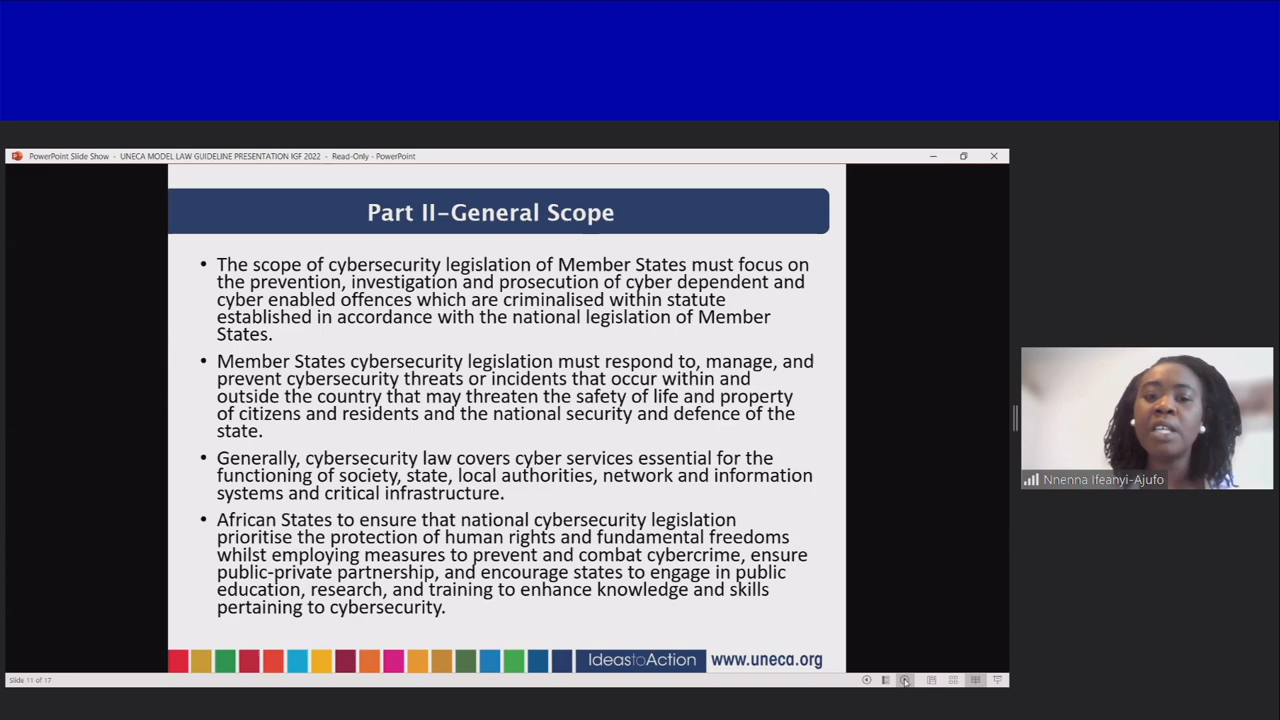 PowerPoint Slide Show - UNECA MODEL LAW GUIDELINE PRESENTATION IGF 2022 - Read-Only - PowerPoint
Part II-General Scope
• The scope of cybersecurity legislation of Member States must focus on
the prevention, investigation and prosecution of cyber dependent and
cyber enabled offences which are criminalised within statute
established in accordance with the national legislation of Member
States.
• Member States cybersecurity legislation must respond to, manage, and
prevent cybersecurity threats or incidents that occur within and
outside the country that may threaten the safety of life and property
of citizens and residents and the national security and defence of the
state.
• Generally, cybersecurity law covers cyber services essential for the
functioning of society, state, local authorities, network and information
systems and critical infrastructure.
• African States to ensure that national cybersecurity legislation
prioritise the protection of human rights and fundamental freedoms
whilst employing measures to prevent and combat cybercrime, ensure
public-private partnership, and encourage states to engage in public
education, research, and training to enhance knowledge and skills
pertaining to cybersecurity.
IdeastoAction www.uneca.org
Slide 11 of 17
Nnenna Ifeanyi-Ajufo